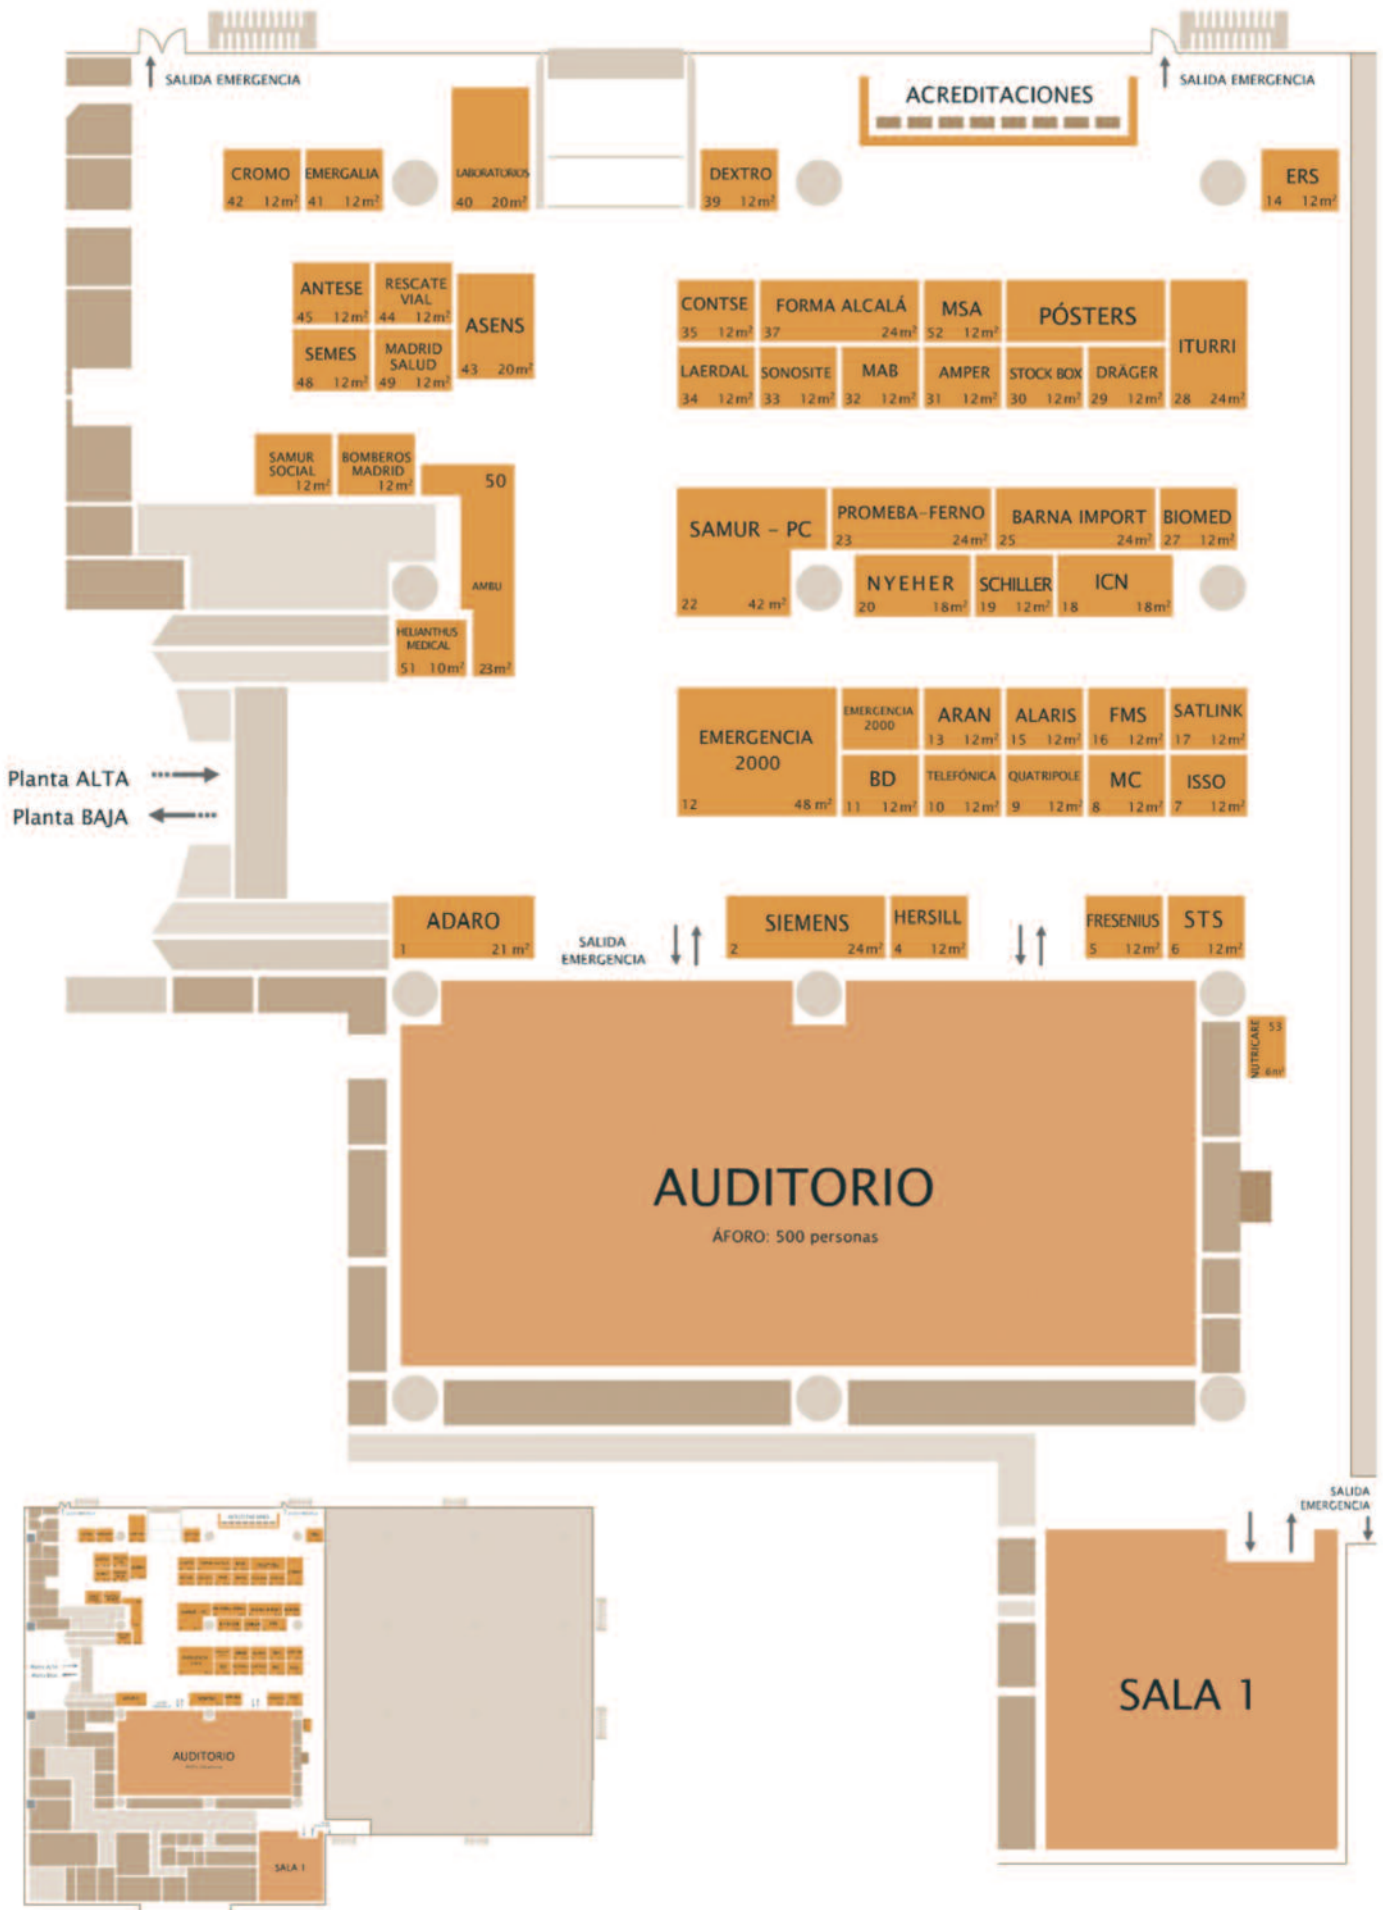 SALIDA EMERGENCIA
SALIDA EMERGENCIA
ACREDITACIONES
CROMO
42 12m²
EMERGALIA
41 12m²
LABORATORIOS
40 20m²
DEXTRO
39 12m²
ERS
14 12m²
ANTESE
45 12m²
RESCATE
VIAL
44 12m²
ASENS
43 20m²
SEMES
48 12m²
MADRID
SALUD
49 12m²
CONTSE
35 12m²
FORMA ALCALÁ
37 24m²
MSA
52 12m²
PÓSTERS
ITURRI
28 24m²
LAERDAL
34 12m²
SONOSITE
33 12m²
MAB
32 12m²
AMPER
31 12m²
STOCK BOX
30 12m²
DRÄGER
29 12m²
SAMUR
SOCIAL
12m²
BOMBEROS
MADRID
12m²
50
AMBU
23m²
HELIANTHUS
MEDICAL
51 10m²
SAMUR – PC
22 42 m²
PROMEBA-FERNO
23 24m²
BARNA IMPORT
25 24m²
BIOMED
27 12m²
NYEHER
20 18m²
SCHILLER
19 12m²
ICN
18 18m²
EMERGENCIA
2000
12 48 m²
EMERGENCIA
2000
ARAN
13 12m²
ALARIS
15 12m²
FMS
16 12m²
SATLINK
17 12m²
BD
11 12m²
TELEFÓNICA
10 12m²
QUATRIPOLE
9 12m²
MC
8 12m²
ISSO
7 12m²
Planta ALTA
Planta BAJA
ADARO
1 21 m²
SALIDA
EMERGENCIA
SIEMENS
2 24m²
HERSILL
4 12m²
FRESENIUS
5 12m²
STS
6 12m²
NUTRICARE
53
6m²
AUDITORIO
ÁFORO: 500 personas
SALIDA
EMERGENCIA
SALA 1
AUDITORIO
SALA 1